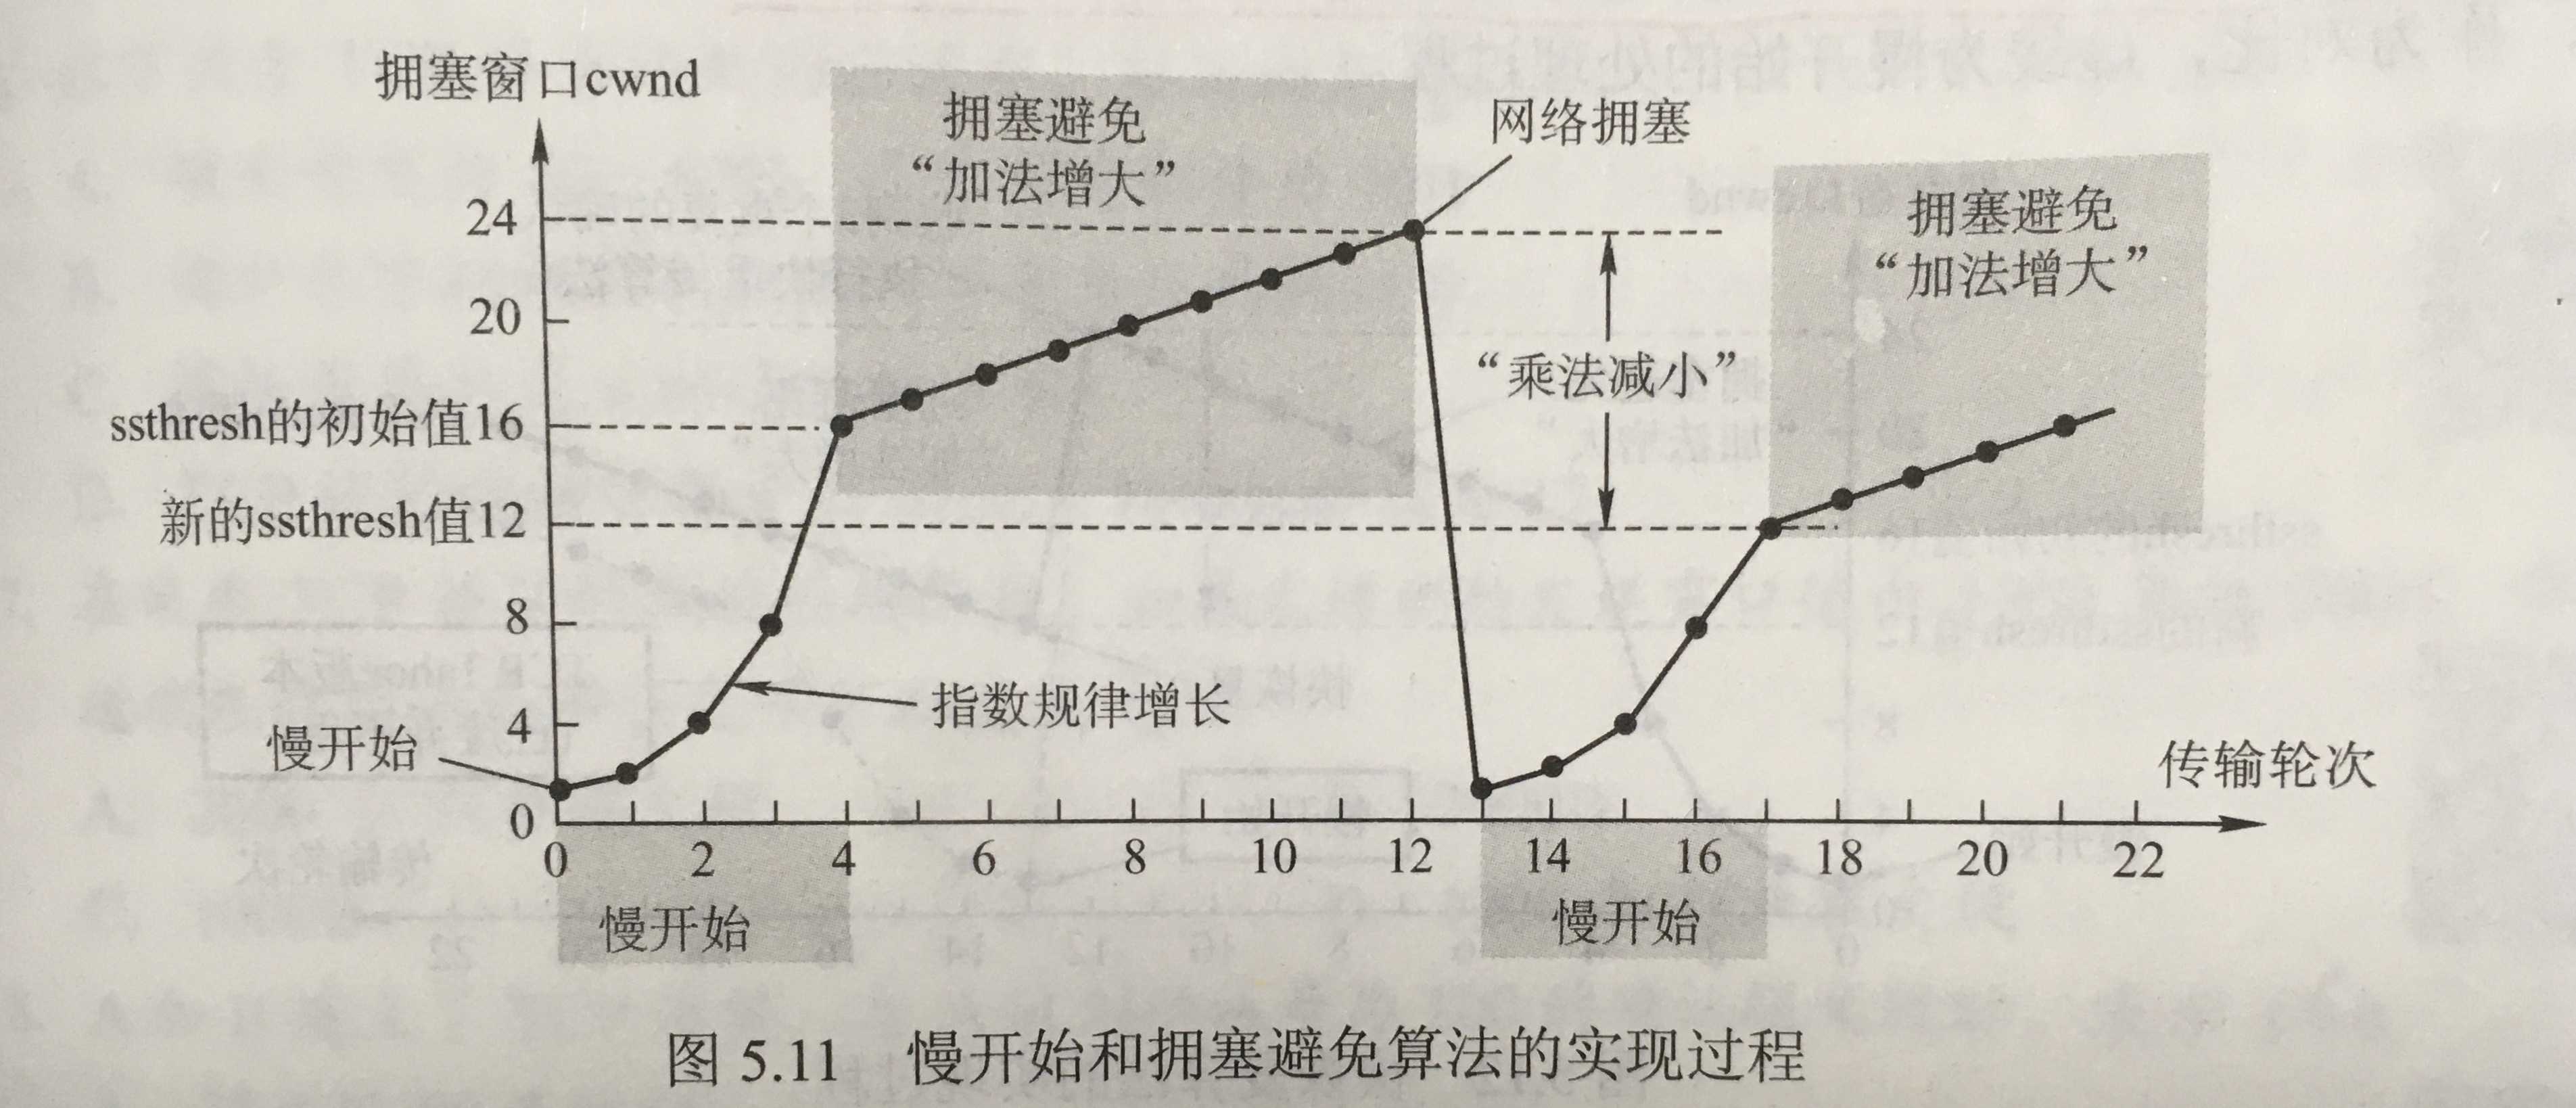 拥塞窗口cwnd
拥塞避免
“加法增大”
网络拥塞
拥塞避免
“加法增大”
24
20
“乘法减小”
ssthresh的初始值16
新的ssthresh值12
8
4
指数规律增长
慢开始
传输轮次
0
0 2 4 6 8 10 12 14 16 18 20 22
慢开始
慢开始
图 5.11 慢开始和拥塞避免算法的实现过程